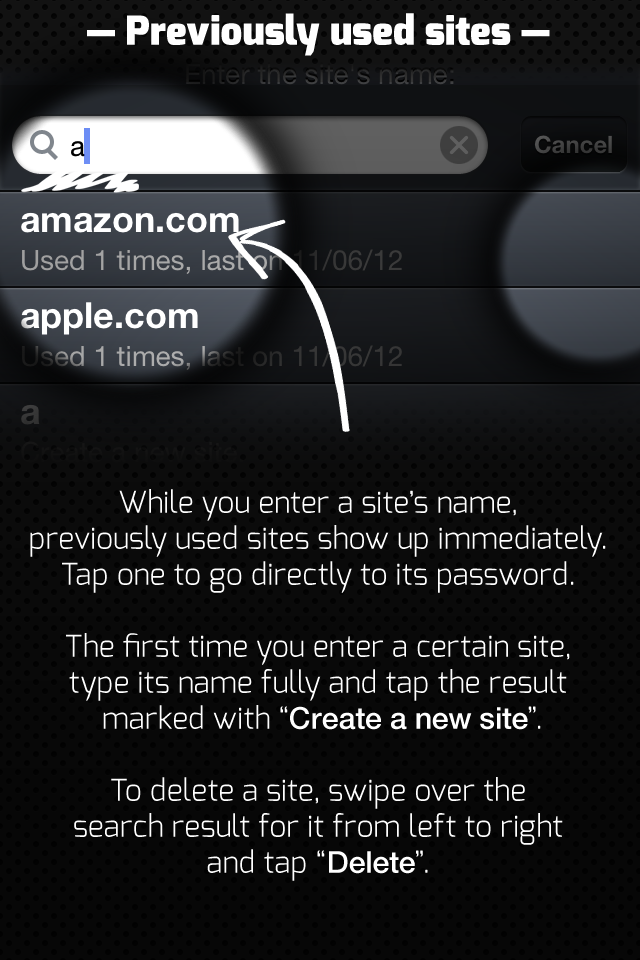 — Previously used sites —
Enter the site's name:
a
Cancel
amazon.com
Used 1 times, last on 11/06/12
apple.com
Used 1 times, last on 11/06/12
a
Create a new site
While you enter a site’s name,
previously used sites show up immediately.
Tap one to go directly to its password.
The first time you enter a certain site,
type its name fully and tap the result
marked with “Create a new site”.
To delete a site, swipe over the
search result for it from left to right
and tap “Delete”.